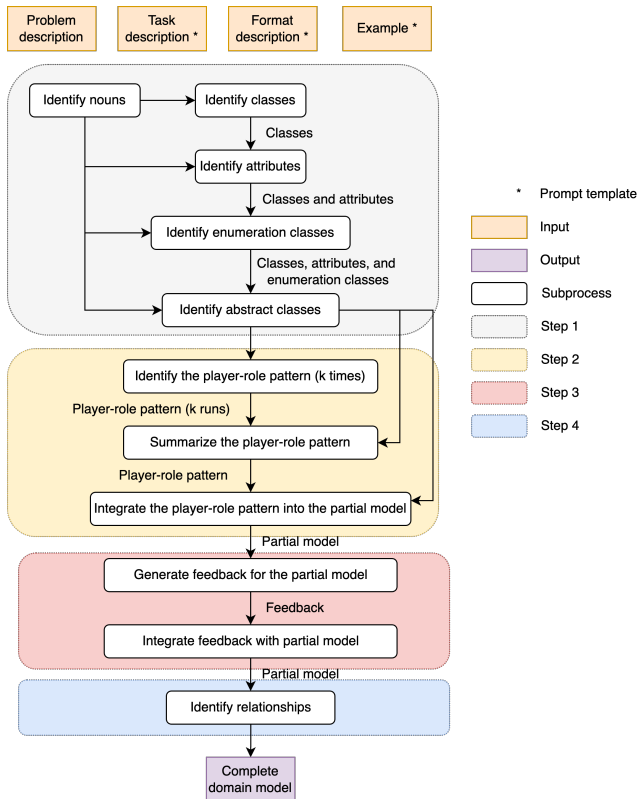 Problem
description
Task
description *
Format
description *
Example *
Identify nouns
Identify classes
Classes
Identify attributes
Classes and attributes
Identify enumeration classes
Classes, attributes, and
enumeration classes
Identify abstract classes
Identify the player-role pattern (k times)
Player-role pattern (k runs)
Summarize the player-role pattern
Player-role pattern
Integrate the player-role pattern into the partial model
Partial model
Generate feedback for the partial model
Feedback
Integrate feedback with partial model
Partial model
Identify relationships
Complete
domain model
* Prompt template
Input
Output
Subprocess
Step 1
Step 2
Step 3
Step 4